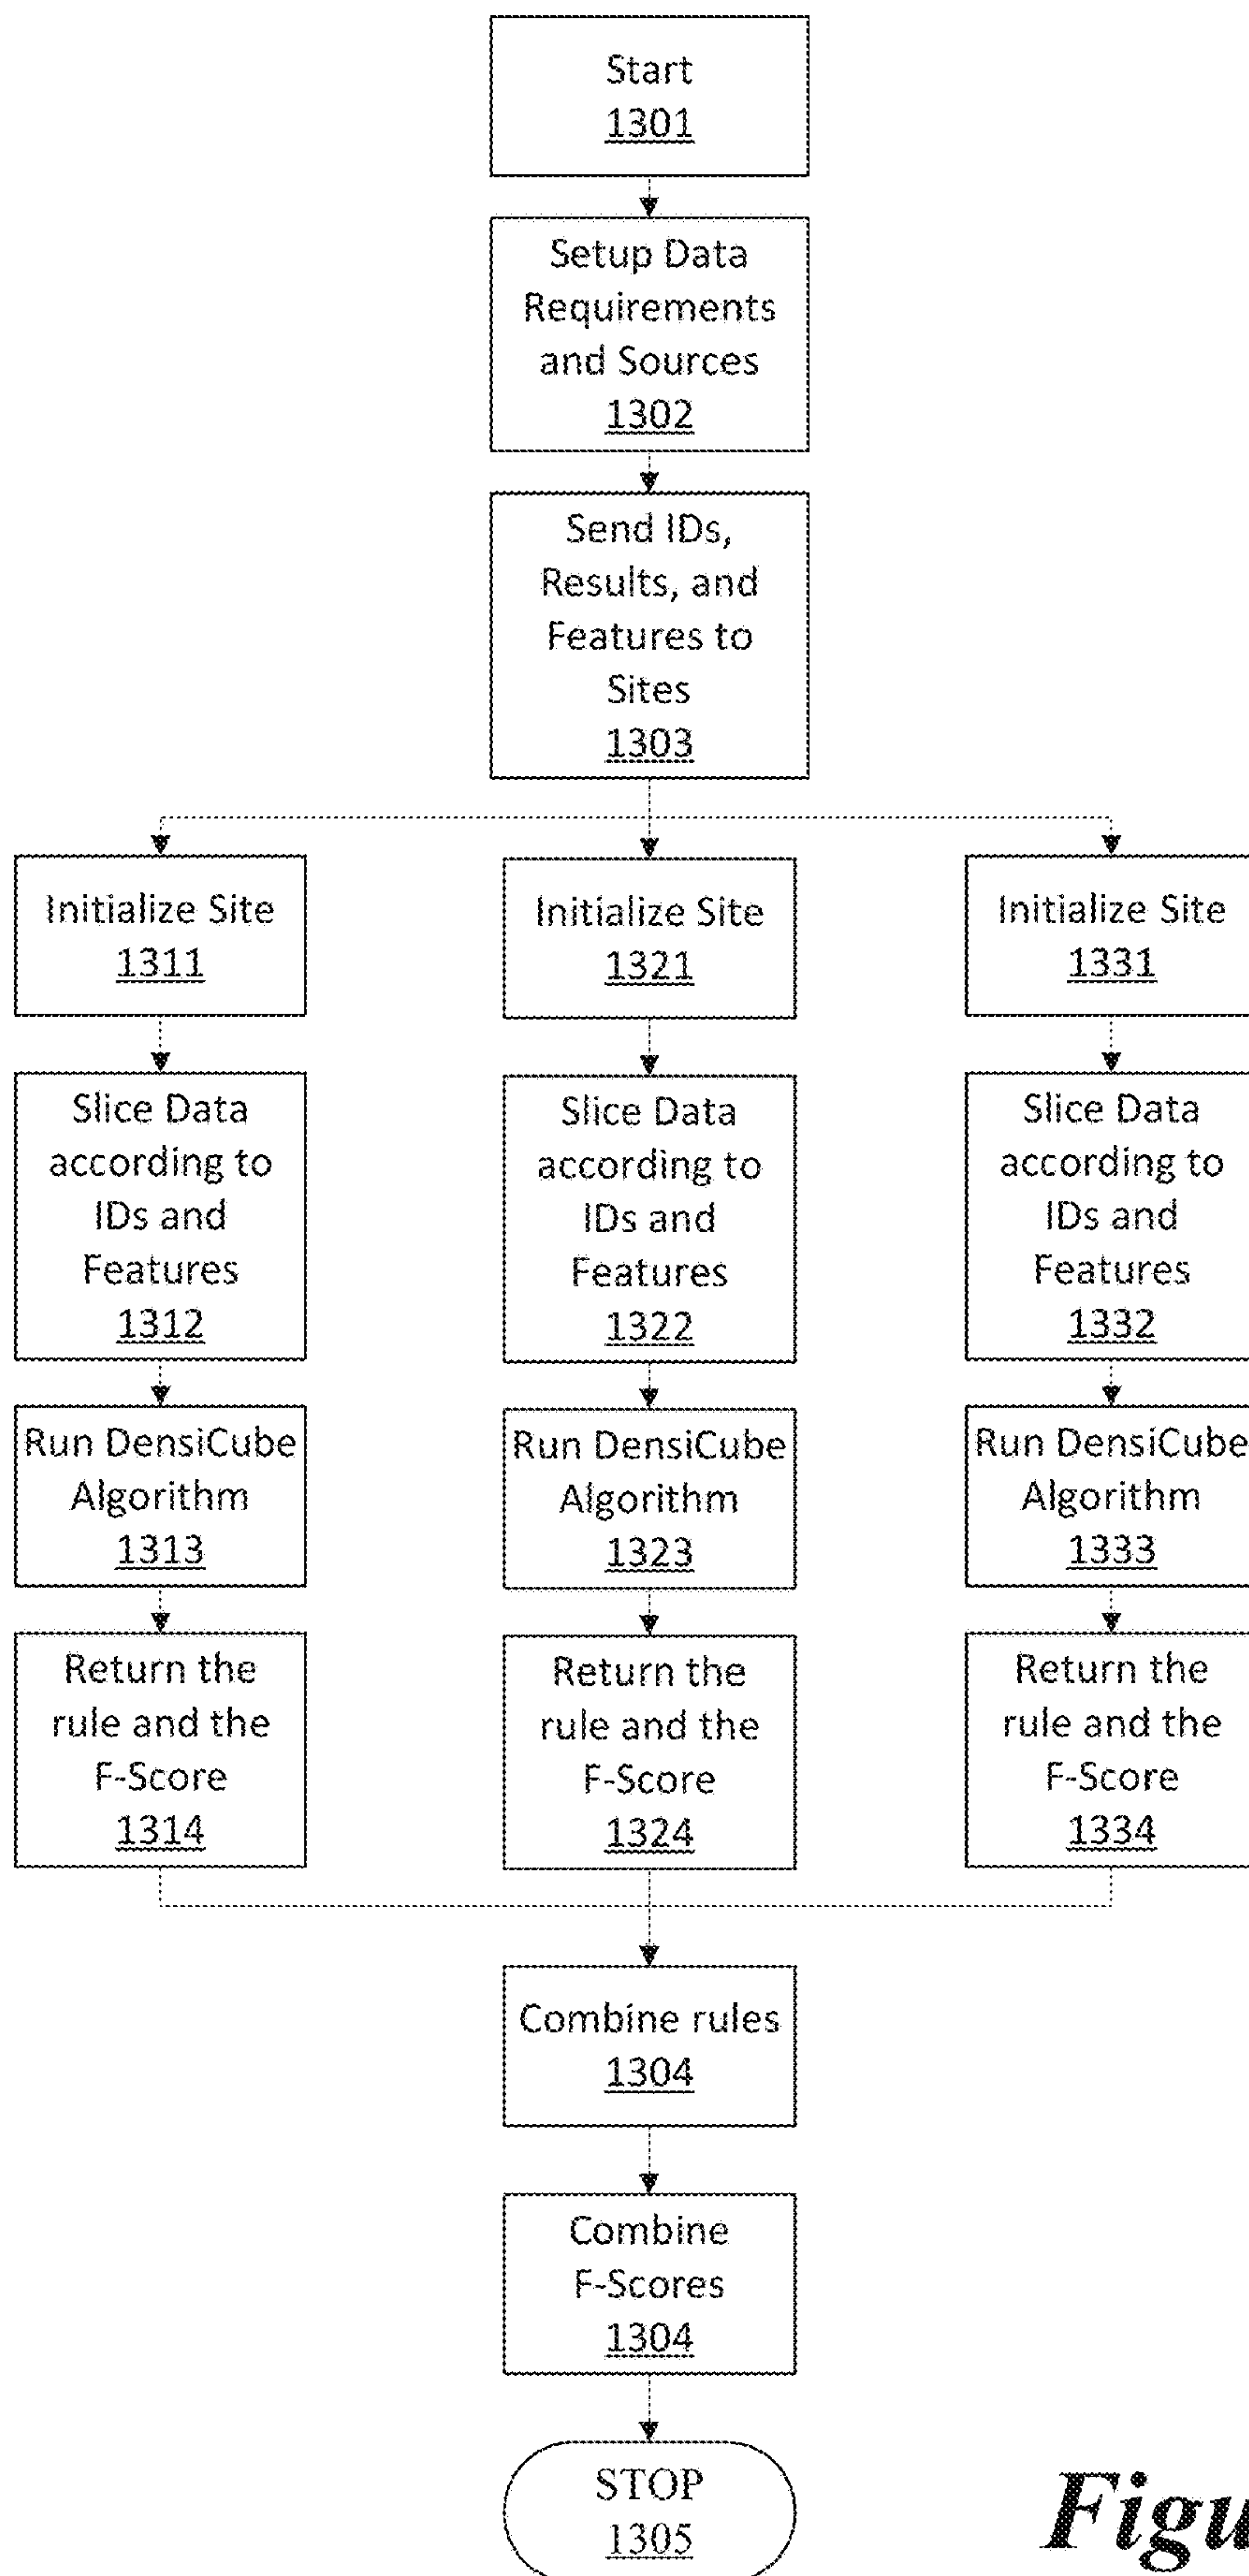 Start
1301
Setup Data
Requirements
and Sources
1302
Send IDs,
Results, and
Features to
Sites
1303
Initialize Site
1311
Slice Data
according to
IDs and
Features
1312
Run DensiCube
Algorithm
1313
Return the
rule and the
F-Score
1314
Initialize Site
1321
Slice Data
according to
IDs and
Features
1322
Run DensiCube
Algorithm
1323
Return the
rule and the
F-Score
1324
Initialize Site
1331
Slice Data
according to
IDs and
Features
1332
Run DensiCube
Algorithm
1333
Return the
rule and the
F-Score
1334
Combine rules
1304
Combine
F-Scores
1304
STOP
1305